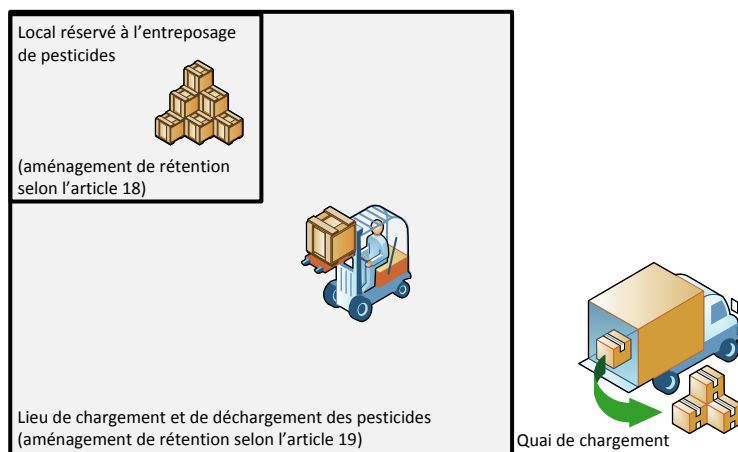 Local réservé à l’entreposage
de pesticides
(aménagement de rétention
selon l’article 18)
Lieu de chargement et de déchargement des pesticides
(aménagement de rétention selon l’article 19)
Quai de chargement